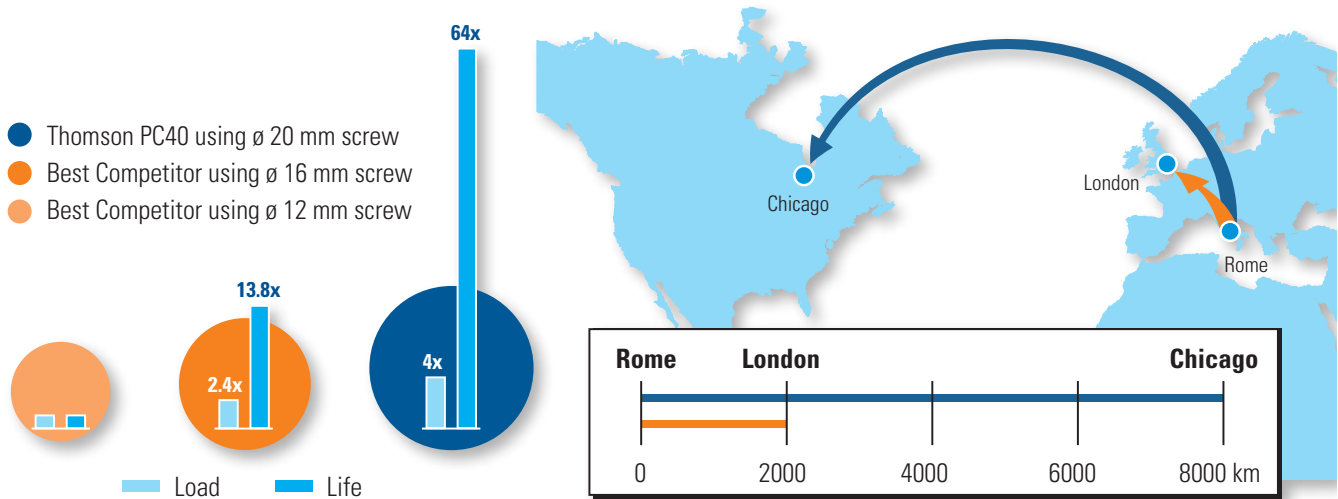 64x
Thomson PC40 using ø 20 mm screw
Best Competitor using ø 16 mm screw
Best Competitor using ø 12 mm screw
13.8x
2.4x
4x
Load Life
Chicago
London
Rome
Rome London Chicago
0 2000 4000 6000 8000 km